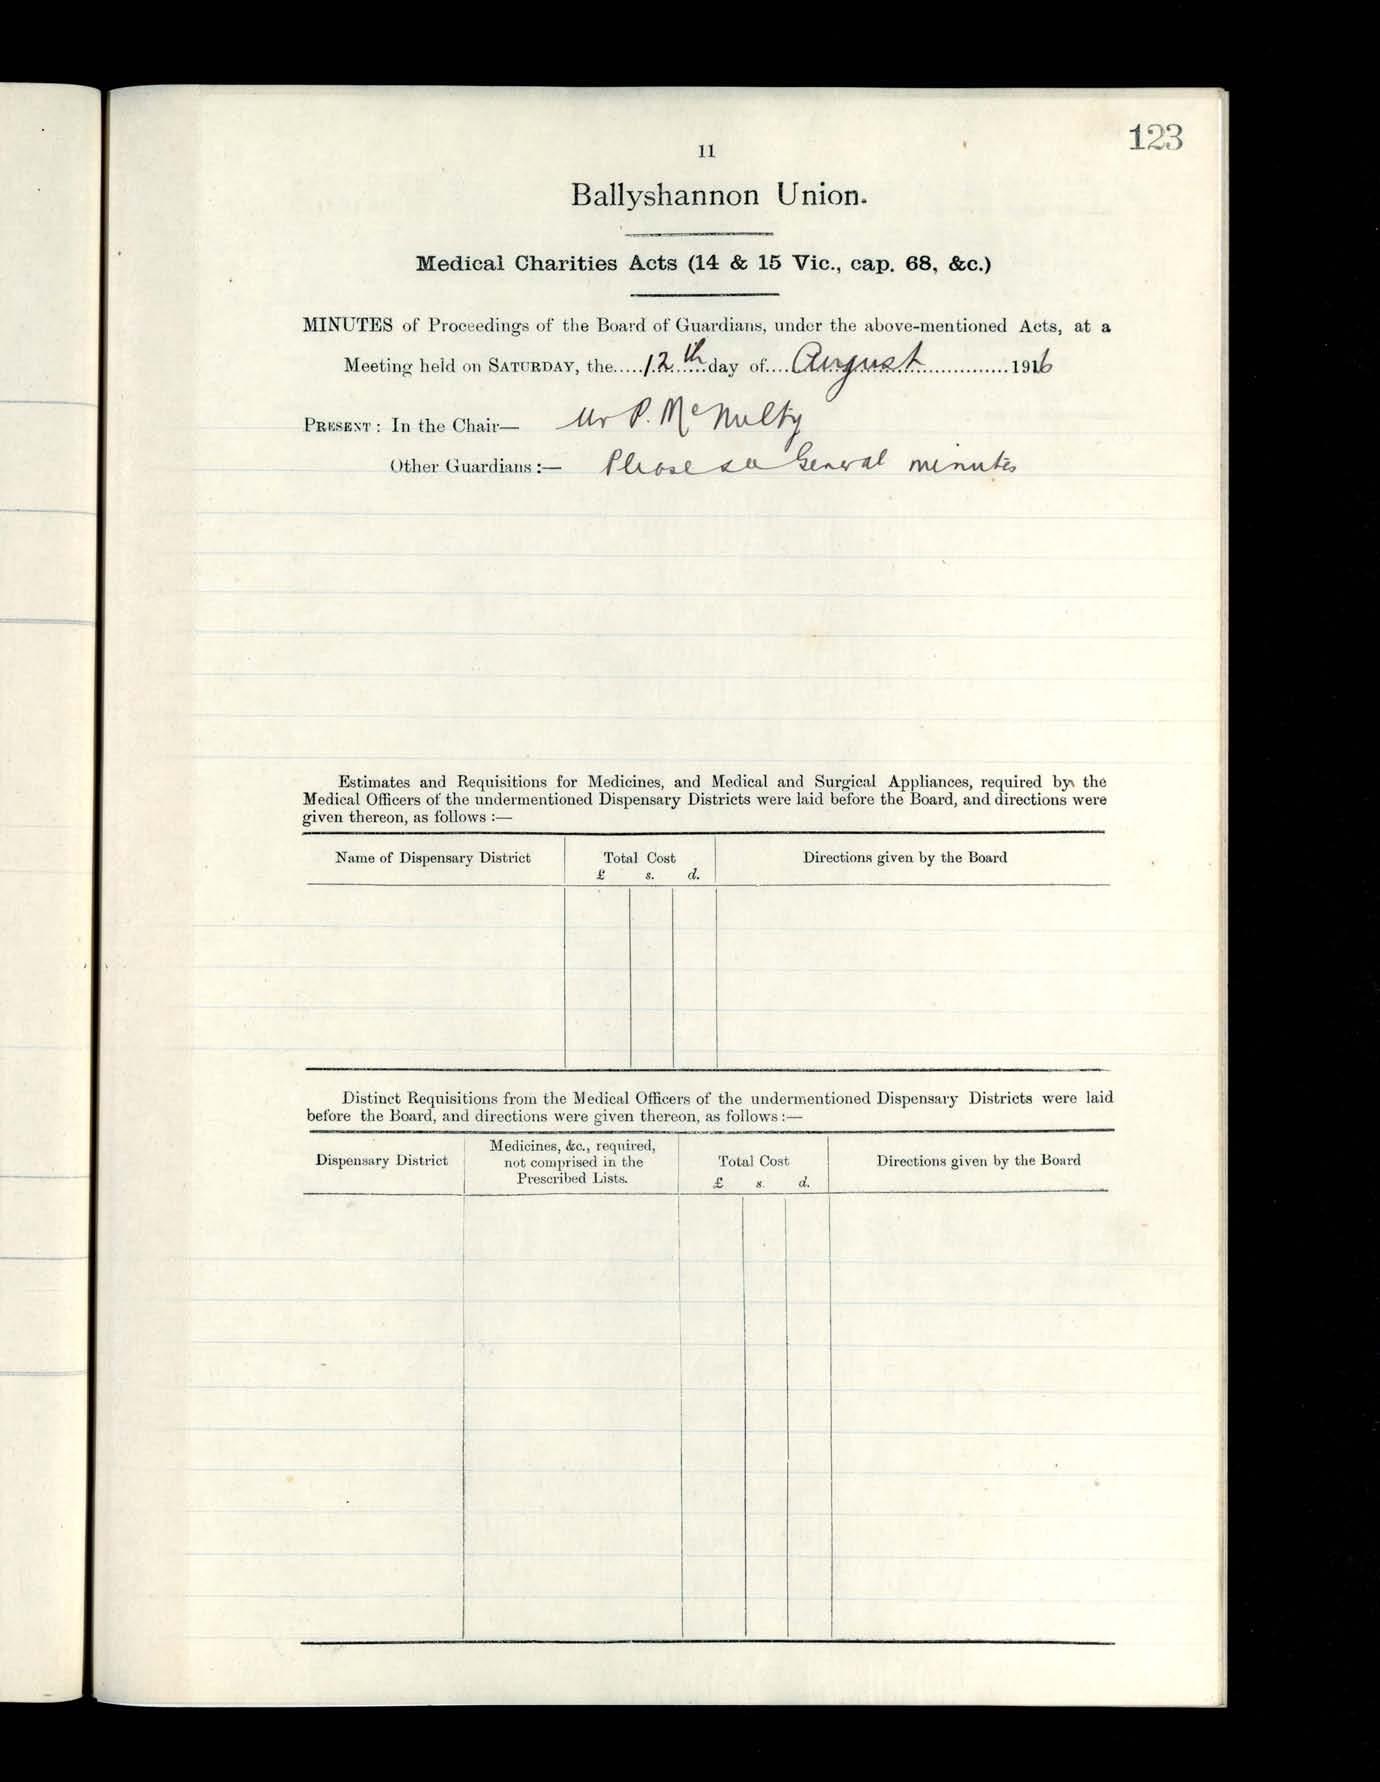 123
11
Ballyshannon Union.
Medical Charities Acts (14 & 15 Vic., cap. 68, &c.)
MINUTES of Proceedings of the Board of Guardians, under the above-mentioned Acts, at a
Meeting held on SATURDAY, the.....12th.....day of....August....................1916
PRESENT : In the Chair— Mr P. McNulty
Other Guardians :— Please see General minutes
Estimates and Requisitions for Medicines, and Medical and Surgical Appliances, required by the
Medical Officers of the undermentioned Dispensary Districts were laid before the Board, and directions were
given thereon, as follows :—
Name of Dispensary District Total Cost Directions given by the Board
£ s. d.
Distinct Requisitions from the Medical Officers of the undermentioned Dispensary Districts were laid
before the Board, and directions were given thereon, as follows :—
Dispensary District Medicines, &c., required, not comprised in the Prescribed Lists. Total Cost Directions given by the Board
£ s. d.